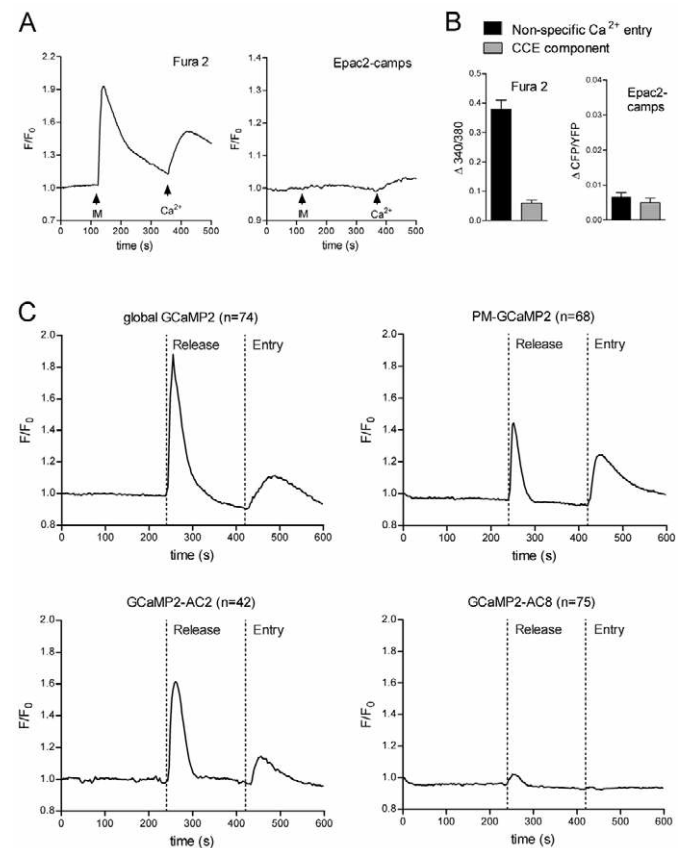 A
B
Non-specific Ca²⁺ entry
CCE component
Fura 2
F/F₀
2.2
1.9
1.6
1.3
1.0
0.7
IM
Ca²⁺
0 100 200 300 400 500
time (s)
Epac2-camps
F/F₀
1.4
1.3
1.2
1.1
1.0
0.9
IM
Ca²⁺
0 100 200 300 400 500
time (s)
Fura 2
Δ 340/380
0.5
0.4
0.3
0.2
0.1
0.0
Epac2-
camps
Δ CFP/YFP
0.04
0.03
0.02
0.01
0.00
C
global GCaMP2 (n=74)
Release Entry
F/F₀
2.0
1.8
1.6
1.4
1.2
1.0
0.8
0 100 200 300 400 500 600
time (s)
PM-GCaMP2 (n=68)
Release Entry
F/F₀
2.0
1.8
1.6
1.4
1.2
1.0
0.8
0 100 200 300 400 500 600
time (s)
GCaMP2-AC2 (n=42)
Release Entry
F/F₀
2.0
1.8
1.6
1.4
1.2
1.0
0.8
0 100 200 300 400 500 600
time (s)
GCaMP2-AC8 (n=75)
Release Entry
F/F₀
2.0
1.8
1.6
1.4
1.2
1.0
0.8
0 100 200 300 400 500 600
time (s)